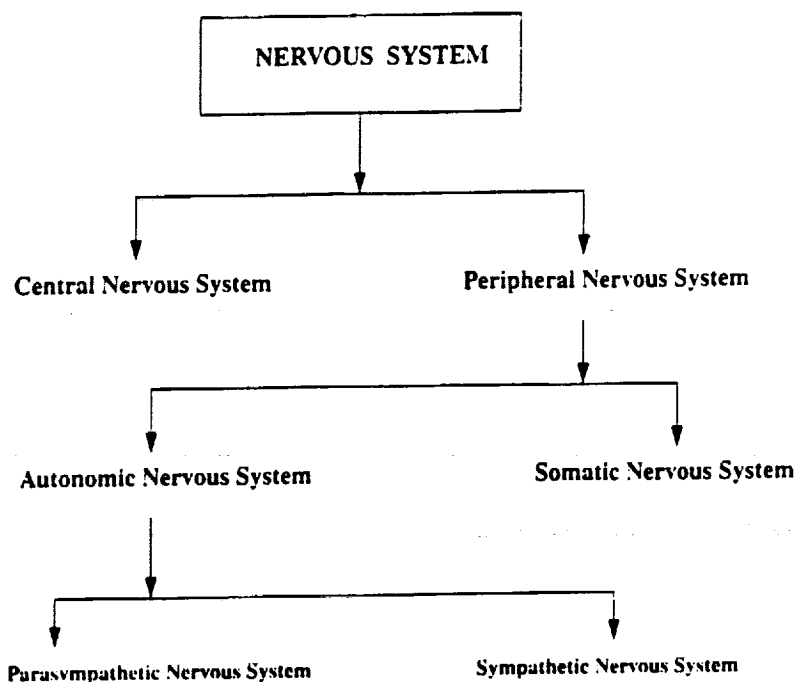 NERVOUS SYSTEM
Central Nervous System
Peripheral Nervous System
Autonomic Nervous System
Somatic Nervous System
Parasympathetic Nervous System
Sympathetic Nervous System